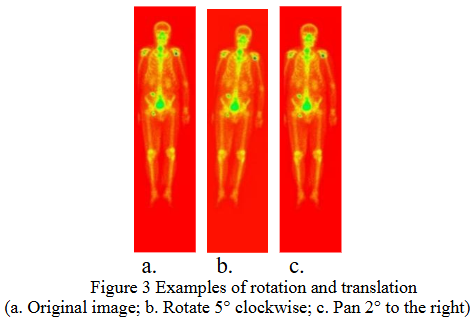 a. b. c.
Figure 3 Examples of rotation and translation
(a. Original image; b. Rotate 5° clockwise; c. Pan 2° to the right)